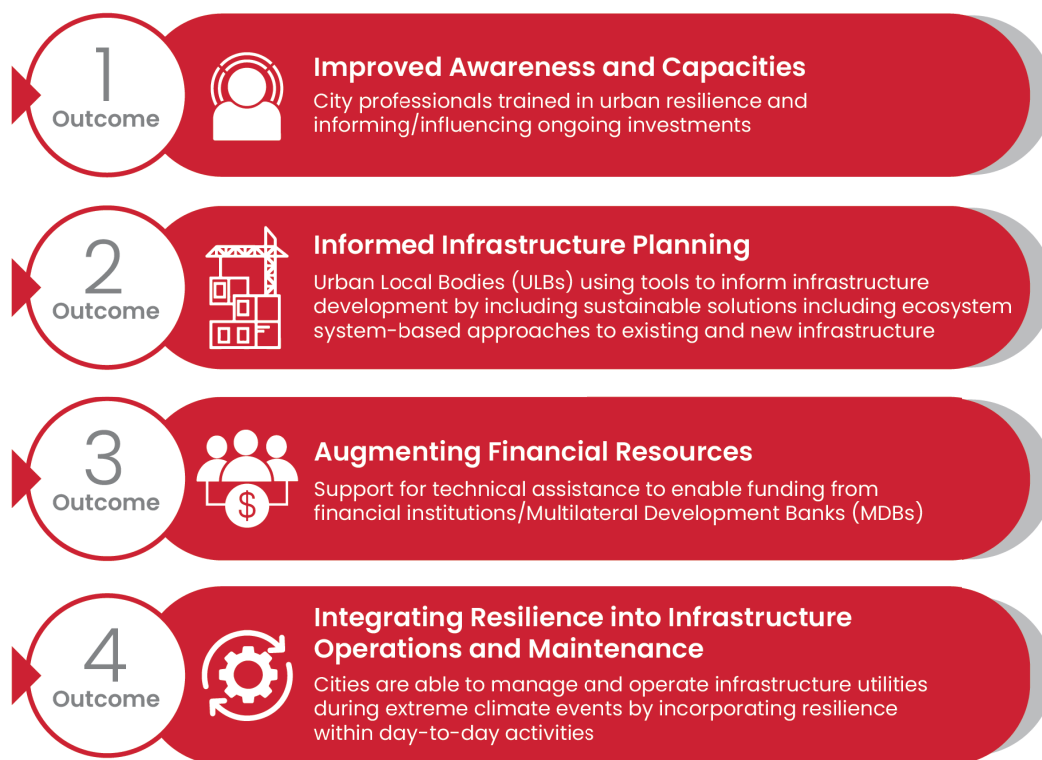 1
Outcome
Improved Awareness and Capacities
City professionals trained in urban resilience and
informing/influencing ongoing investments
2
Outcome
Informed Infrastructure Planning
Urban Local Bodies (ULBs) using tools to inform infrastructure
development by including sustainable solutions including ecosystem
system-based approaches to existing and new infrastructure
3
Outcome
$
Augmenting Financial Resources
Support for technical assistance to enable funding from
financial institutions/Multilateral Development Banks (MDBs)
4
Outcome
Integrating Resilience into Infrastructure
Operations and Maintenance
Cities are able to manage and operate infrastructure utilities
during extreme climate events by incorporating resilience
within day-to-day activities